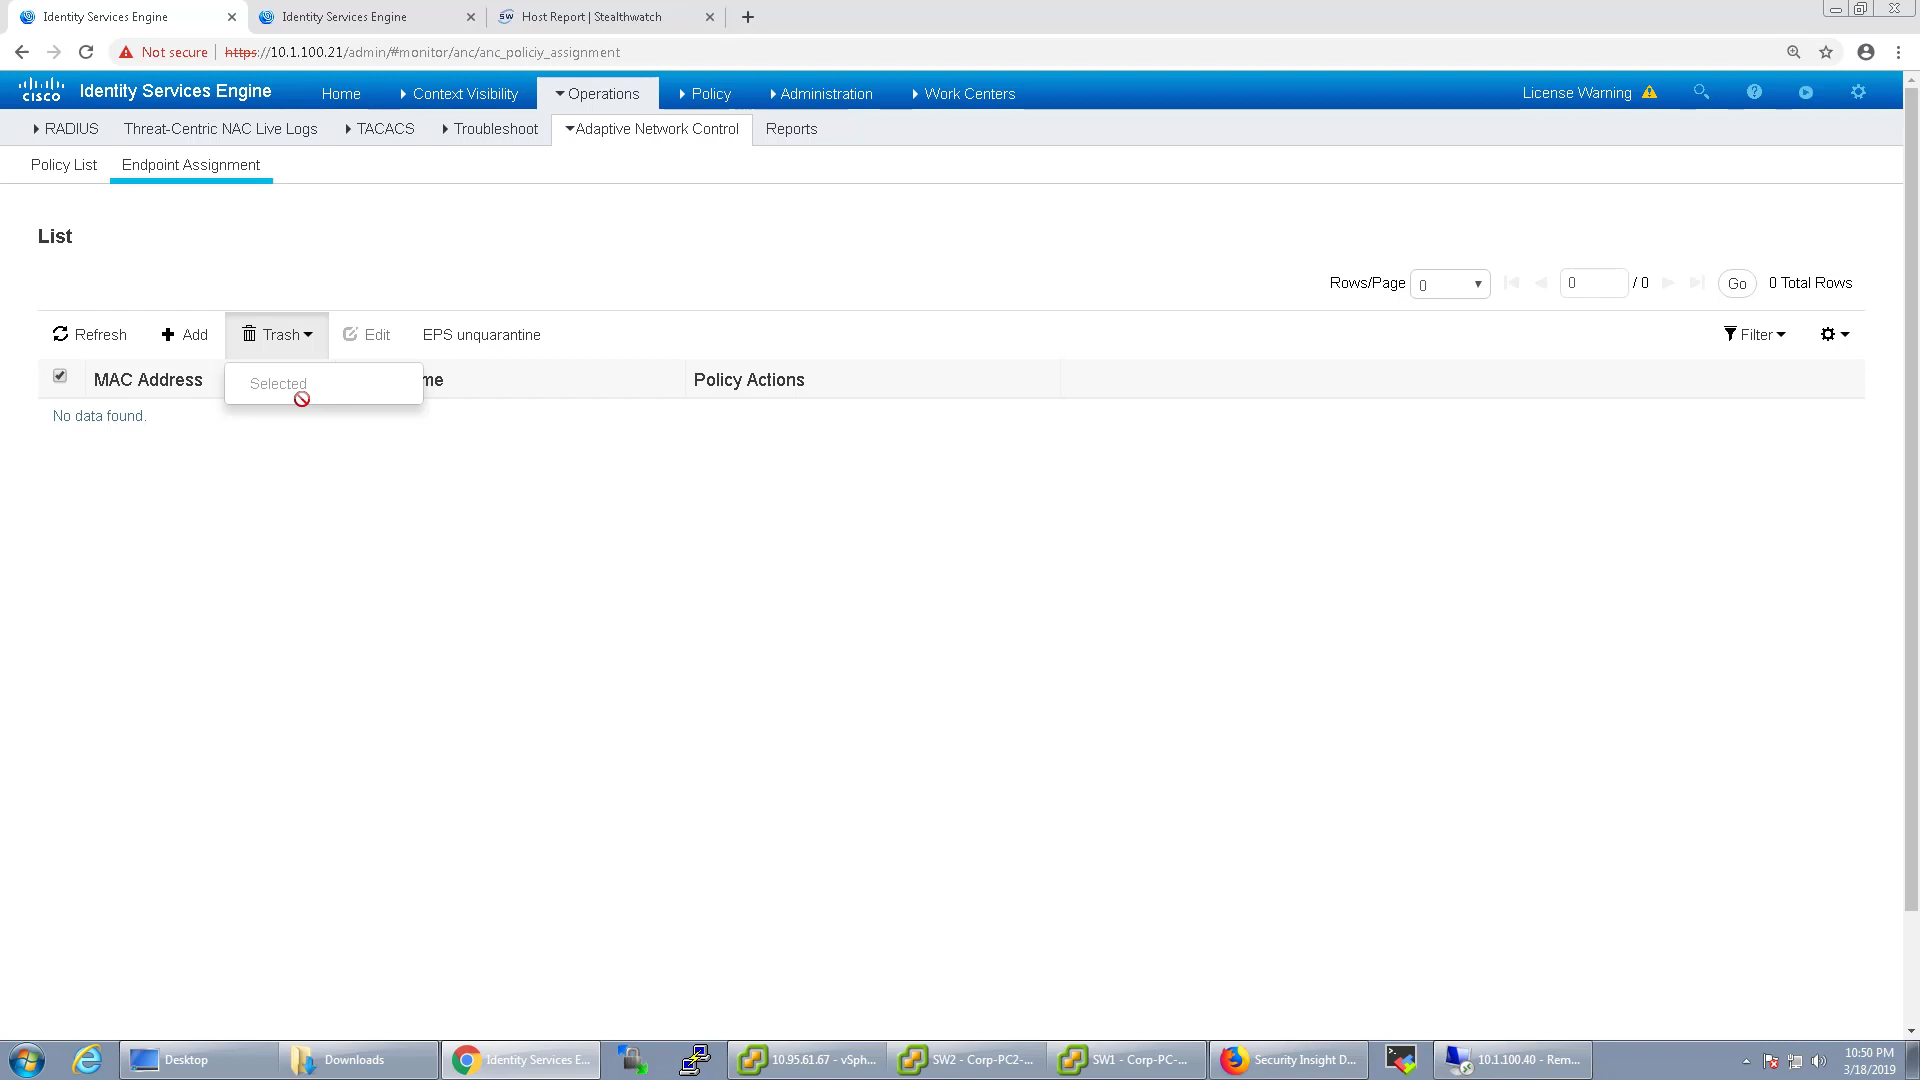 Identity Services Engine
Identity Services Engine
Host Report | Stealthwatch
Not secure | https://10.1.100.21/admin/#monitor/anc/anc_policiy_assignment
cisco Identity Services Engine Home Context Visibility Operations Policy Administration Work Centers License Warning
RADIUS Threat-Centric NAC Live Logs TACACS Troubleshoot Adaptive Network Control Reports
Policy List Endpoint Assignment
List
Rows/Page 0 0 / 0 Go 0 Total Rows
Refresh Add Trash Edit EPS unquarantine Filter
MAC Address me Policy Actions
Selected
No data found.
Desktop Downloads Identity Services E... 10.95.61.67 - vSph... SW2 - Corp-PC2-... SW1 - Corp-PC-... Security Insight D... 10.1.100.40 - Rem...
10:50 PM
3/18/2019